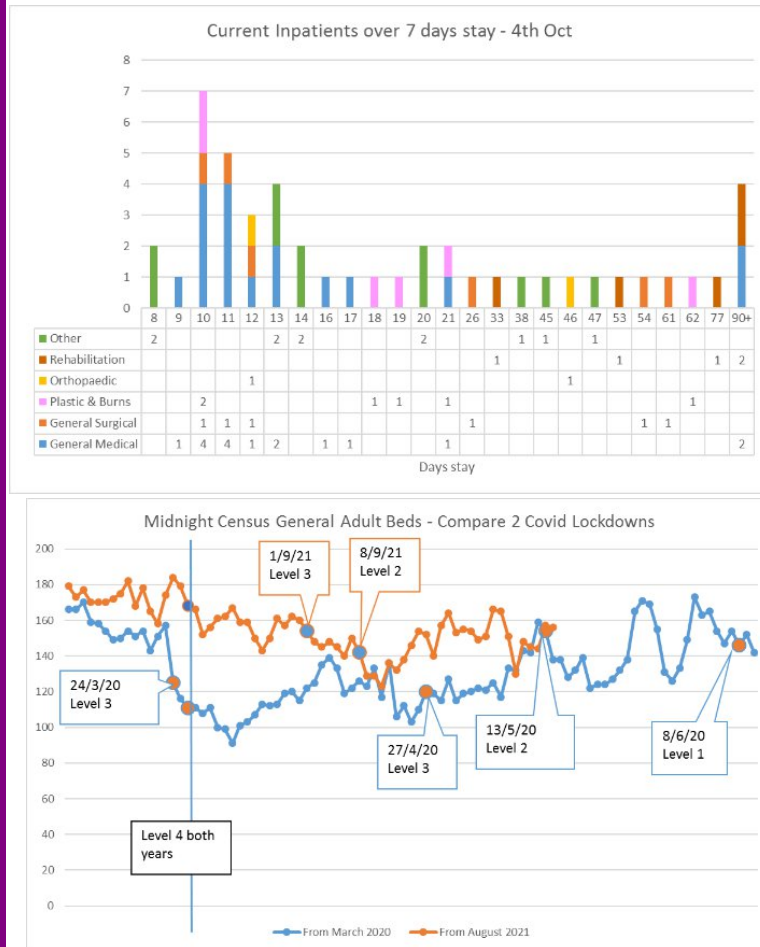 Current Inpatients over 7 days stay - 4th Oct
8
7
6
5
4
3
2
1
0
8 9 10 11 12 13 14 16 17 18 19 20 21 26 33 38 45 46 47 53 54 61 62 77 90+
Other 2 2 2 2 1 1 1
Rehabilitation 1 1 1 2
Orthopaedic 1 1
Plastic & Burns 2 1 1 1 1
General Surgical 1 1 1 1 1 1
General Medical 1 4 4 1 2 1 1 1 2
Days stay
Midnight Census General Adult Beds - Compare 2 Covid Lockdowns
200
180
160
140
120
100
80
60
40
20
0
1/9/21
Level 3
8/9/21
Level 2
24/3/20
Level 3
27/4/20
Level 3
13/5/20
Level 2
8/6/20
Level 1
Level 4 both
years
From March 2020 From August 2021